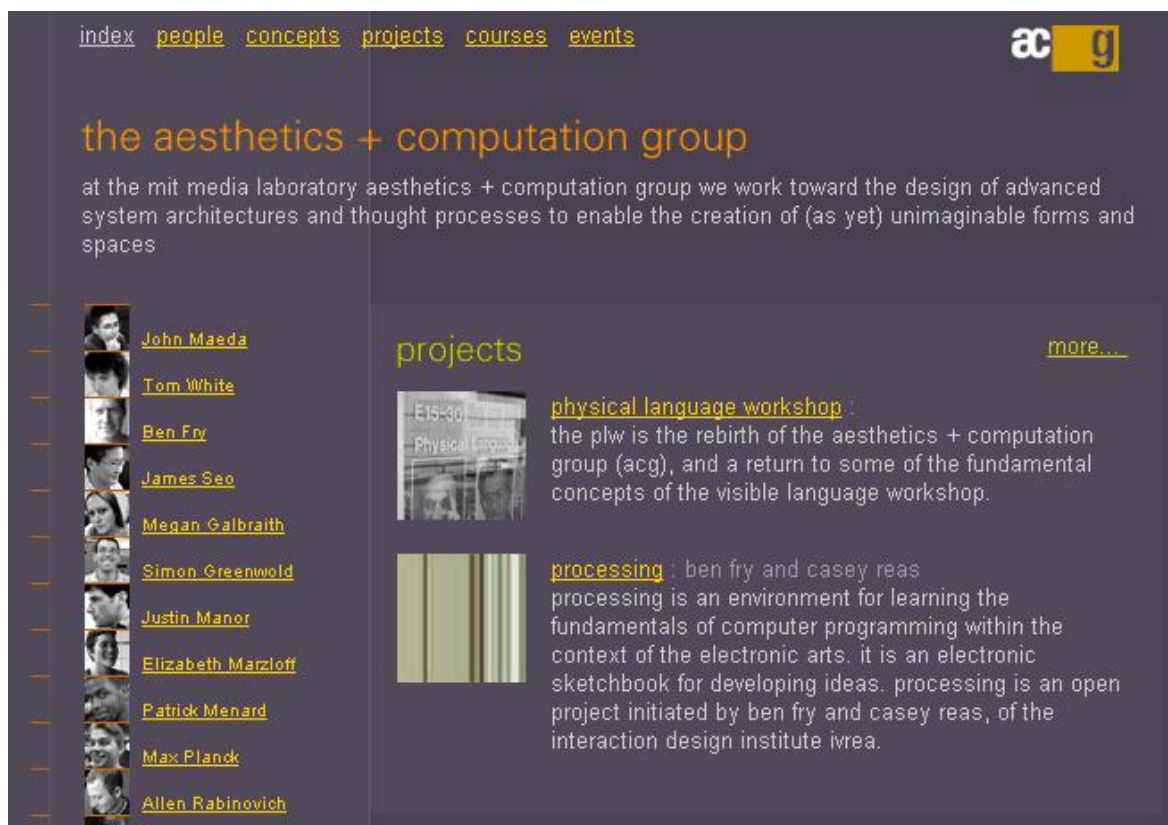 index people concepts projects courses events
ac g
the aesthetics + computation group
at the mit media laboratory aesthetics + computation group we work toward the design of advanced
system architectures and thought processes to enable the creation of (as yet) unimaginable forms and
spaces
John Maeda
Tom White
Ben Fry
James Seo
Megan Galbraith
Simon Greenwold
Justin Manor
Elizabeth Marzloff
Patrick Menard
Max Planck
Allen Rabinovich
projects
more...
E15-301
Physical Language
physical language workshop :
the plw is the rebirth of the aesthetics + computation
group (acg), and a return to some of the fundamental
concepts of the visible language workshop.
processing : ben fry and casey reas
processing is an environment for learning the
fundamentals of computer programming within the
context of the electronic arts. it is an electronic
sketchbook for developing ideas. processing is an open
project initiated by ben fry and casey reas, of the
interaction design institute ivrea.